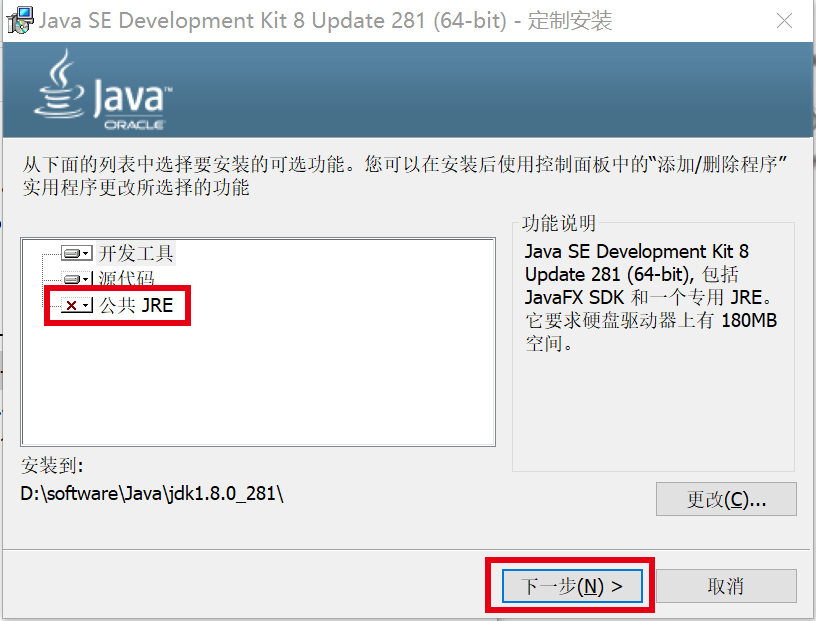 Java SE Development Kit 8 Update 281 (64-bit) - 定制安装
Java™
ORACLE
从下面的列表中选择要安装的可选功能。您可以在安装后使用控制面板中的“添加/删除程序”
实用程序更改所选择的功能
开发工具
源代码
公共 JRE
功能说明
Java SE Development Kit 8
Update 281 (64-bit), 包括
JavaFX SDK 和一个专用 JRE。
它要求硬盘驱动器上有 180MB
空间。
安装到:
D:\software\Java\jdk1.8.0_281\
更改(C)...
下一步(N) >
取消